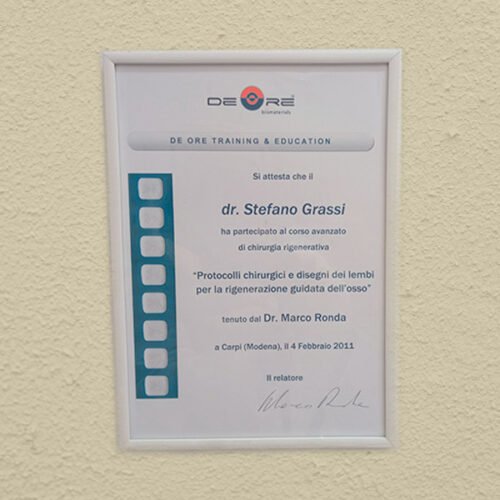 DE ORE
biomaterials
DE ORE TRAINING & EDUCATION
Si attesta che il
dr. Stefano Grassi
ha partecipato al corso avanzato
di chirurgia rigenerativa
"Protocolli chirurgici e disegni dei lembi
per la rigenerazione guidata dell'osso"
tenuto dal Dr. Marco Ronda
a Carpi (Modena), il 4 Febbraio 2011
Il relatore
Marco Ronda